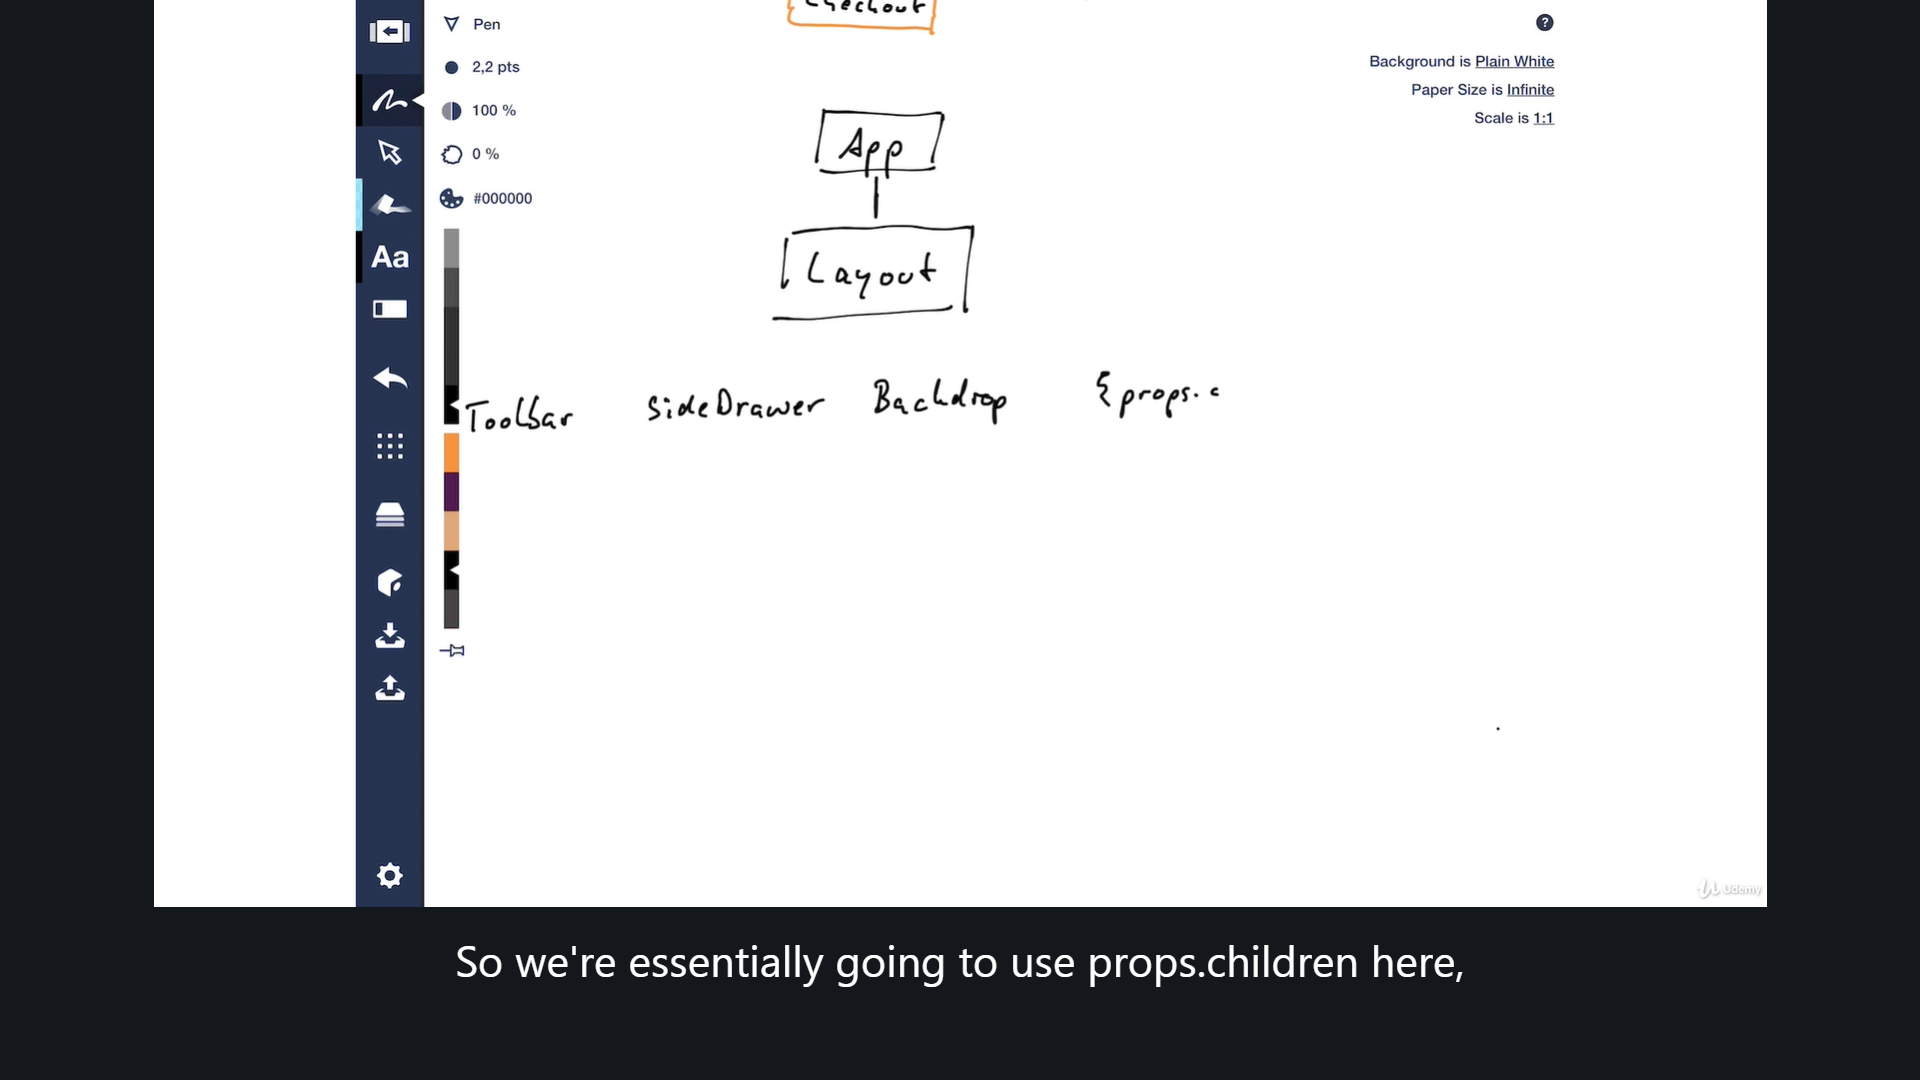 checkout
Pen
2,2 pts
100 %
0 %
#000000
Aa
?
Background is Plain White
Paper Size is Infinite
Scale is 1:1
App
Layout
Toolbar SideDrawer Backdrop {props.c
Udemy
So we're essentially going to use props.children here,